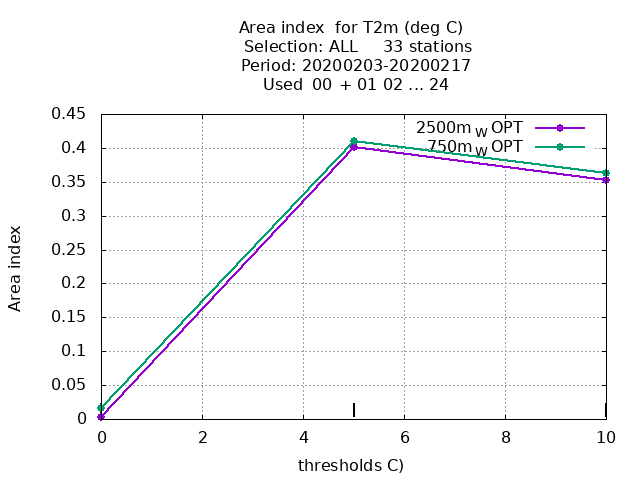 Area index  for T2m (deg C)
Selection: ALL     33 stations
Period: 20200203-20200217
Used  00 + 01 02 ... 24
0.45
0.4
0.35
0.3
0.25
0.2
0.15
0.1
0.05
0
Area index
2500m WOPT
750m WOPT
0 2 4 6 8 10
thresholds C)